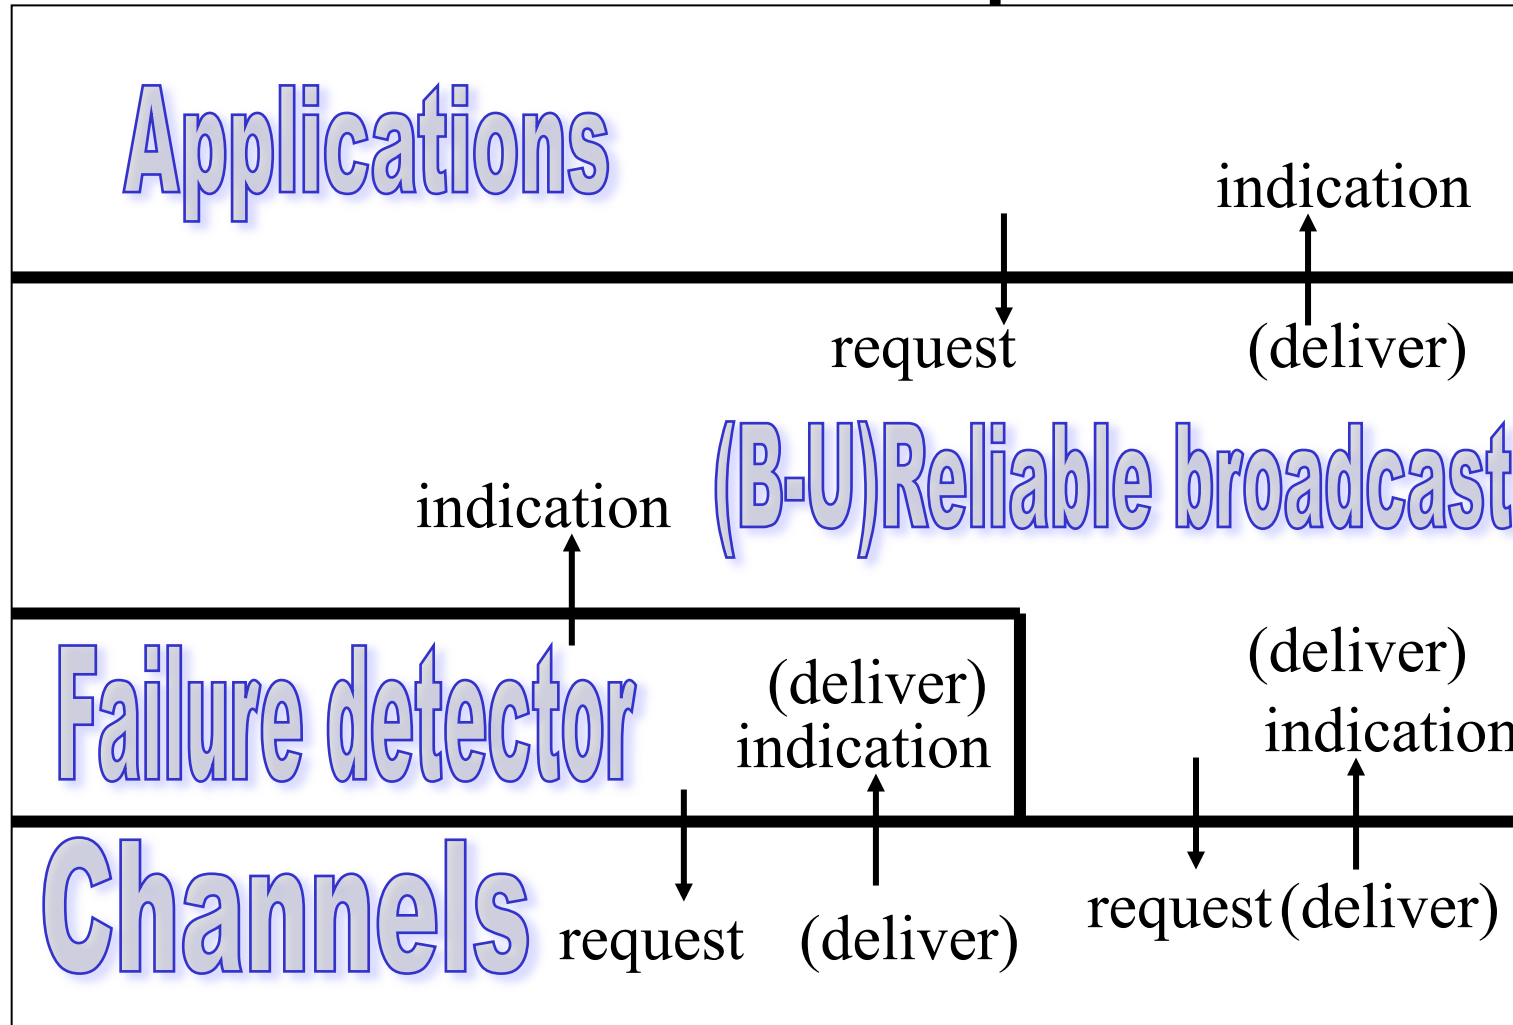 Applications
indication
request
(deliver)
(B-U)Reliable broadcast
indication
Failure detector
(deliver)
indication
(deliver)
indication
Channels
request
(deliver)
request
(deliver)